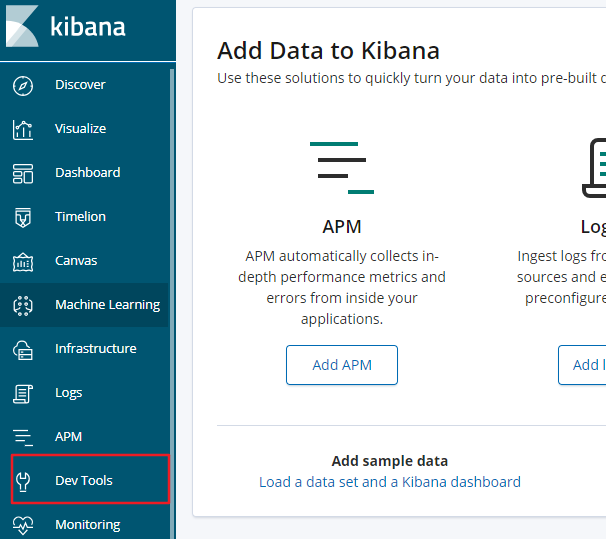 kibana
Discover
Visualize
Dashboard
Timelion
Canvas
Machine Learning
Infrastructure
Logs
APM
Dev Tools
Monitoring
Add Data to Kibana
Use these solutions to quickly turn your data into pre-built
APM
APM automatically collects in-
depth performance metrics and
errors from inside your
applications.
Add APM
Ingest logs
sources and
Add
Add sample data
Load a data set and a Kibana dashboard